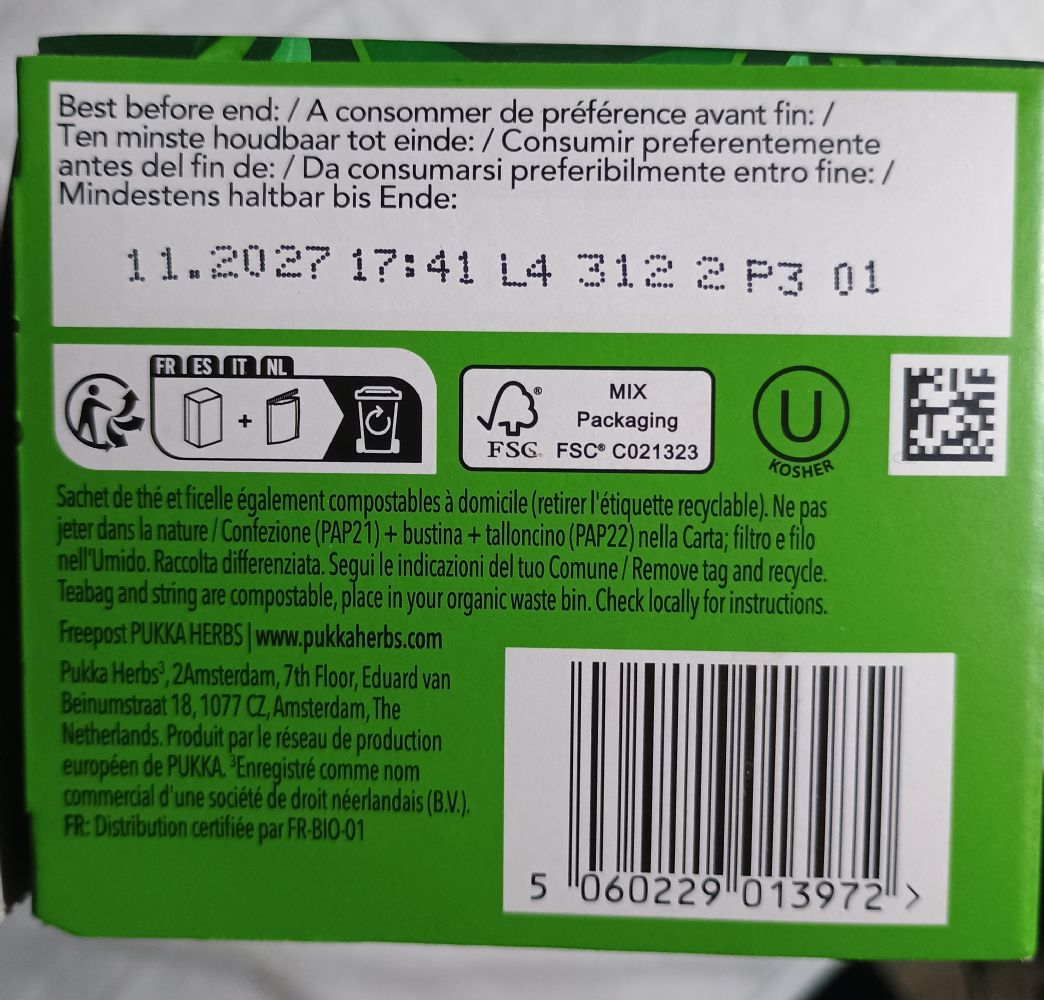 Best before end: / A consommer de préférence avant fin: /
Ten minste houdbaar tot einde: / Consumir preferentemente
antes del fin de: / Da consumarsi preferibilmente entro fine: /
Mindestens haltbar bis Ende:
11.2027 17:41 L4 312 2 P3 01
FR ES IT NL
+
FSC® MIX
Packaging
FSC® C021323
U
KOSHER
Sachet de thé et ficelle également compostables à domicile (retirer l'étiquette recyclable). Ne pas
jeter dans la nature / Confezione (PAP21) + bustina + talloncino (PAP22) nella Carta; filtro e filo
nell'Umido. Raccolta differenziata. Segui le indicazioni del tuo Comune / Remove tag and recycle.
Teabag and string are compostable, place in your organic waste bin. Check locally for instructions.
Freepost PUKKA HERBS | www.pukkaherbs.com
Pukka Herbs³, 2Amsterdam, 7th Floor, Eduard van
Beinumstraat 18, 1077 CZ, Amsterdam, The
Netherlands. Produit par le réseau de production
européen de PUKKA. ³Enregistré comme nom
commercial d'une société de droit néerlandais (B.V.).
FR: Distribution certifiée par FR-BIO-01
5 060229 013972 >